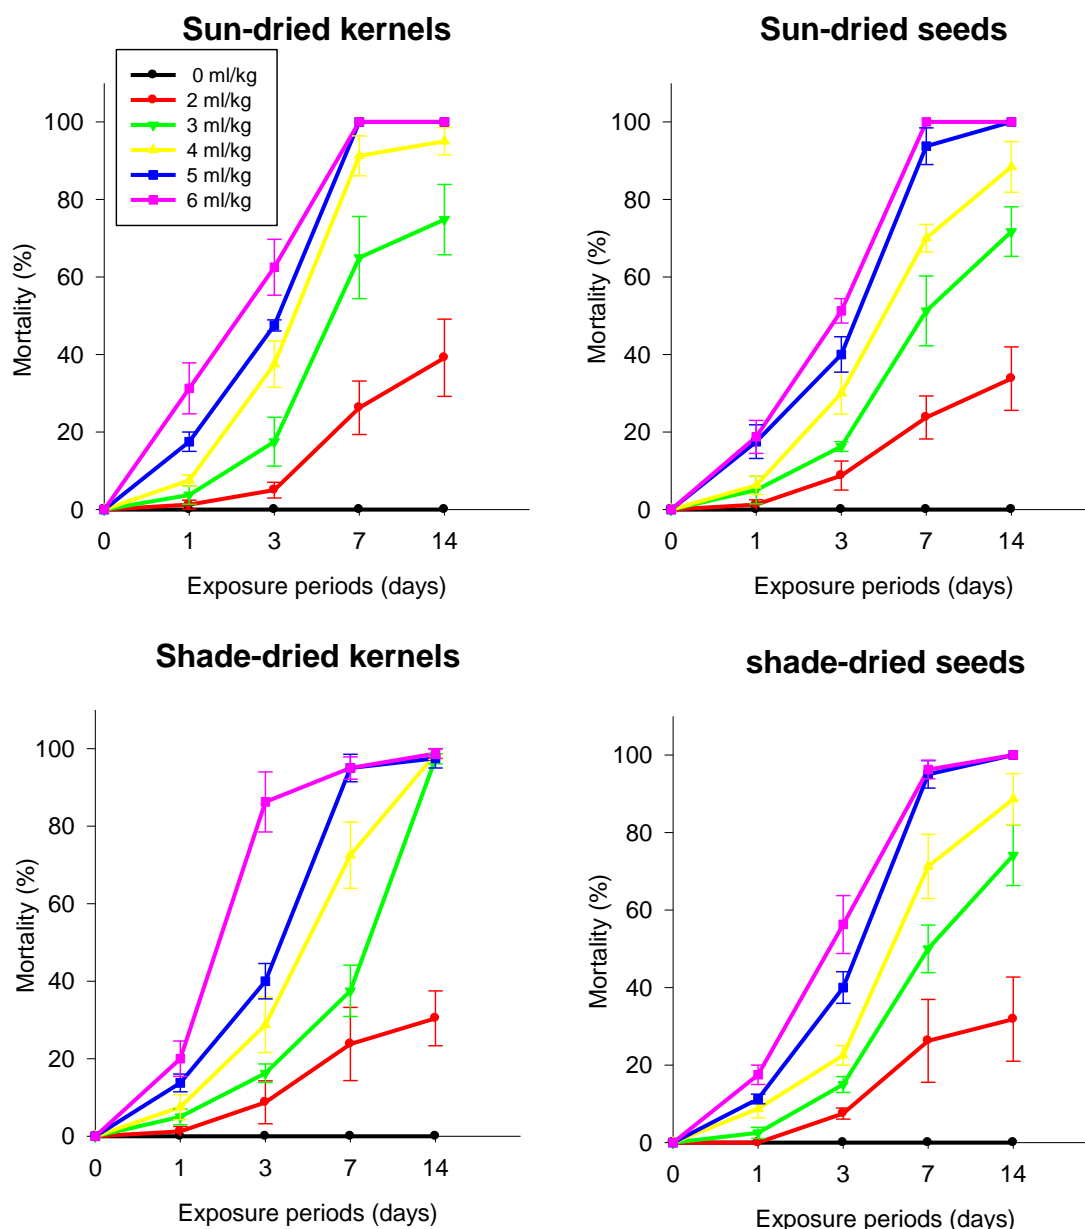 Sun-dried kernels
0 ml/kg
2 ml/kg
3 ml/kg
4 ml/kg
5 ml/kg
6 ml/kg
Mortality (%)
100
80
60
40
20
0
0 1 3 7 14
Exposure periods (days)
Sun-dried seeds
Mortality (%)
100
80
60
40
20
0
0 1 3 7 14
Exposure periods (days)
Shade-dried kernels
Mortality (%)
100
80
60
40
20
0
0 1 3 7 14
Exposure periods (days)
shade-dried seeds
Mortality (%)
100
80
60
40
20
0
0 1 3 7 14
Exposure periods (days)